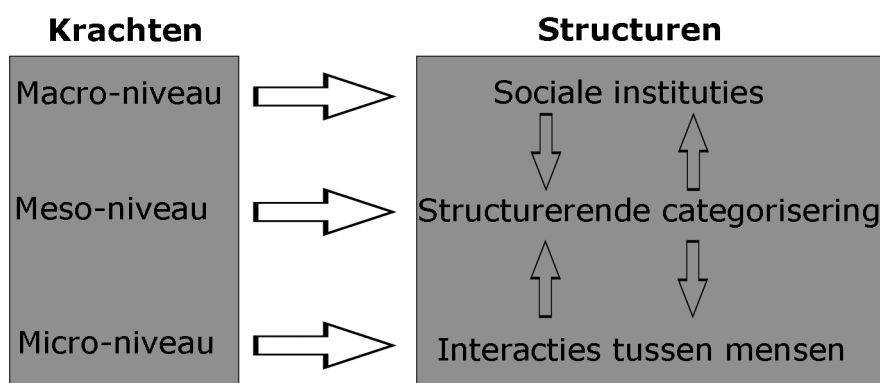 Krachten
Structuren
Macro-niveau
Sociale instituties
Meso-niveau
Structurerende categorisering
Micro-niveau
Interacties tussen mensen